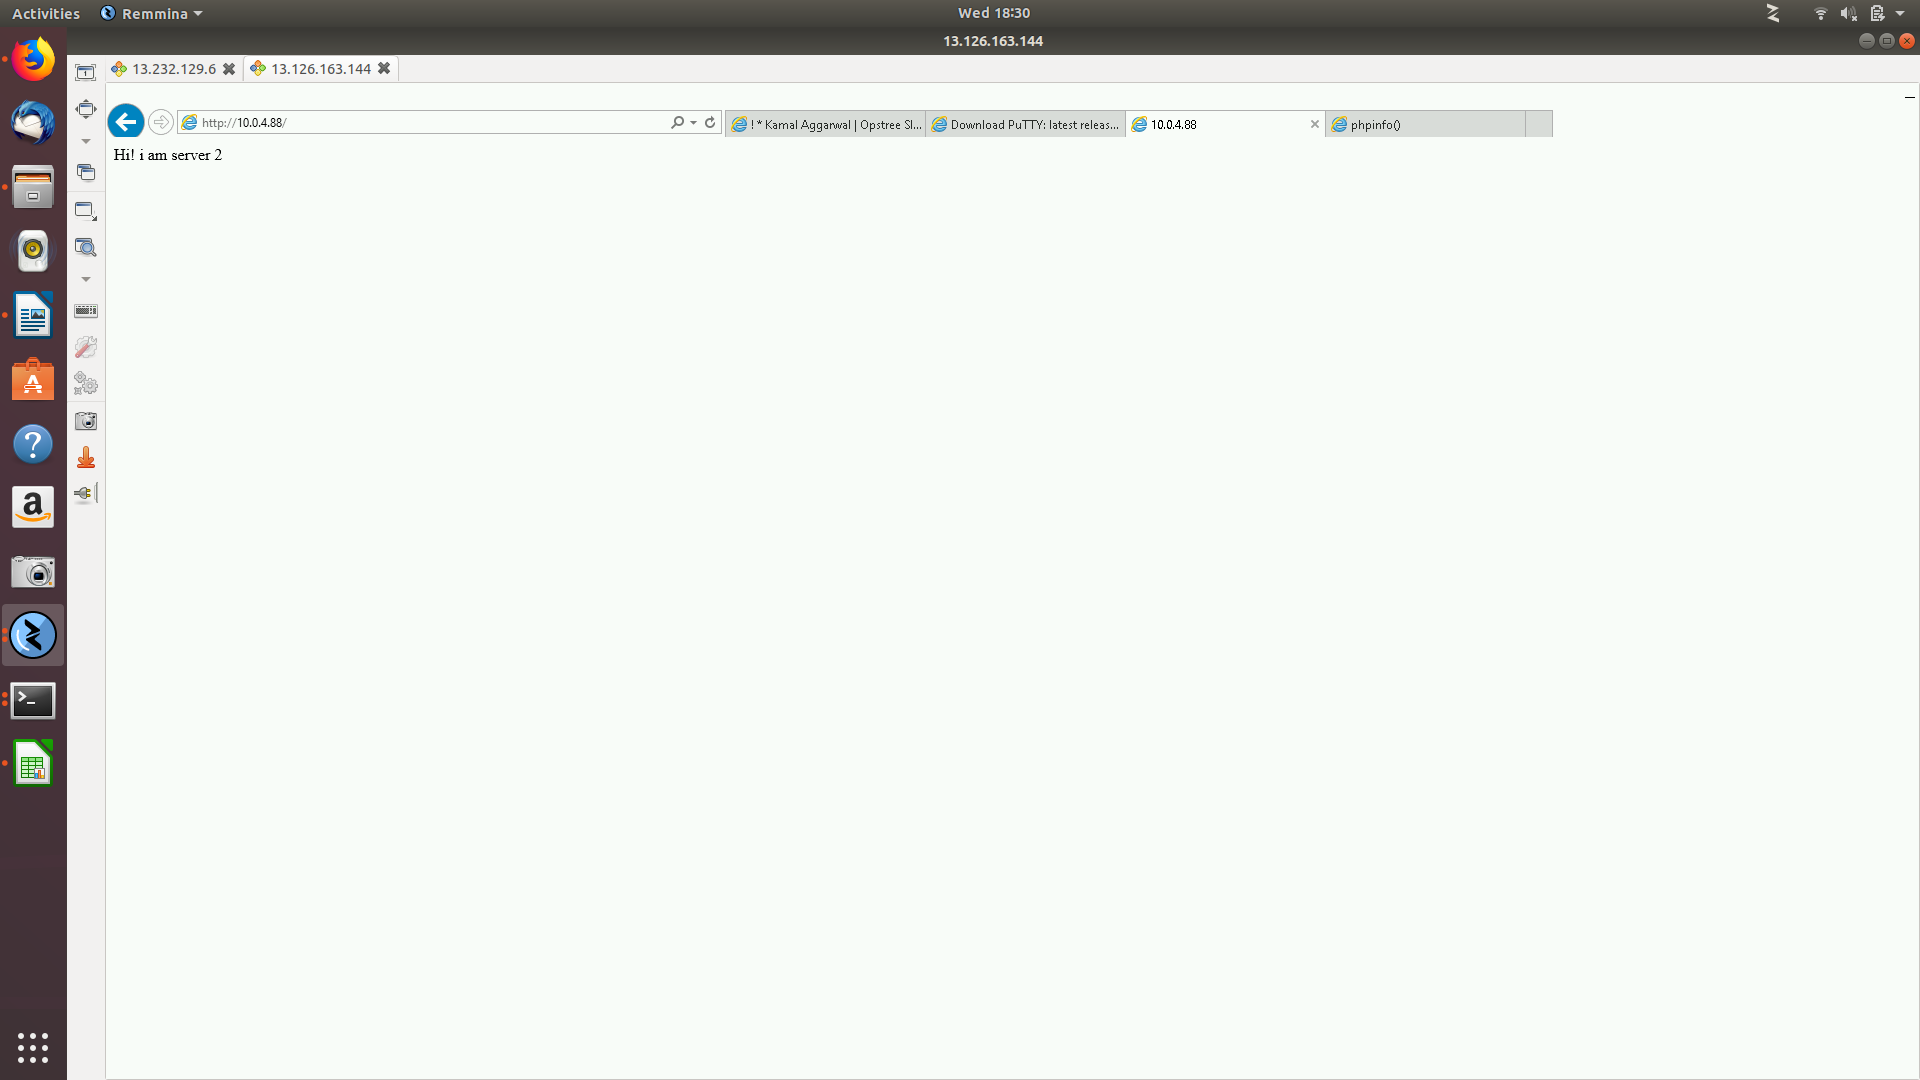 Activities
Remmina
Wed 18:30
13.126.163.144
13.232.129.6
13.126.163.144
http://10.0.4.88/
! * Kamal Aggarwal | Opstree Sl...
Download PuTTY: latest releas...
10.0.4.88
phpinfo()
Hi! i am server 2